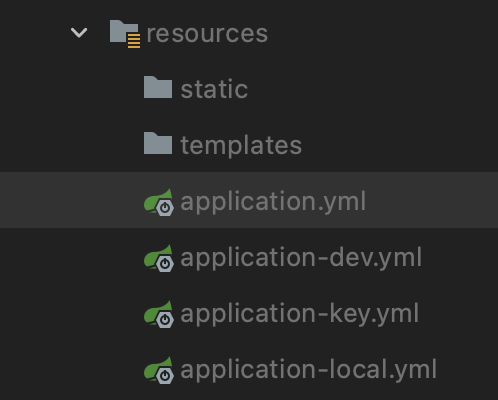 resources
static
templates
application.yml
application-dev.yml
application-key.yml
application-local.yml